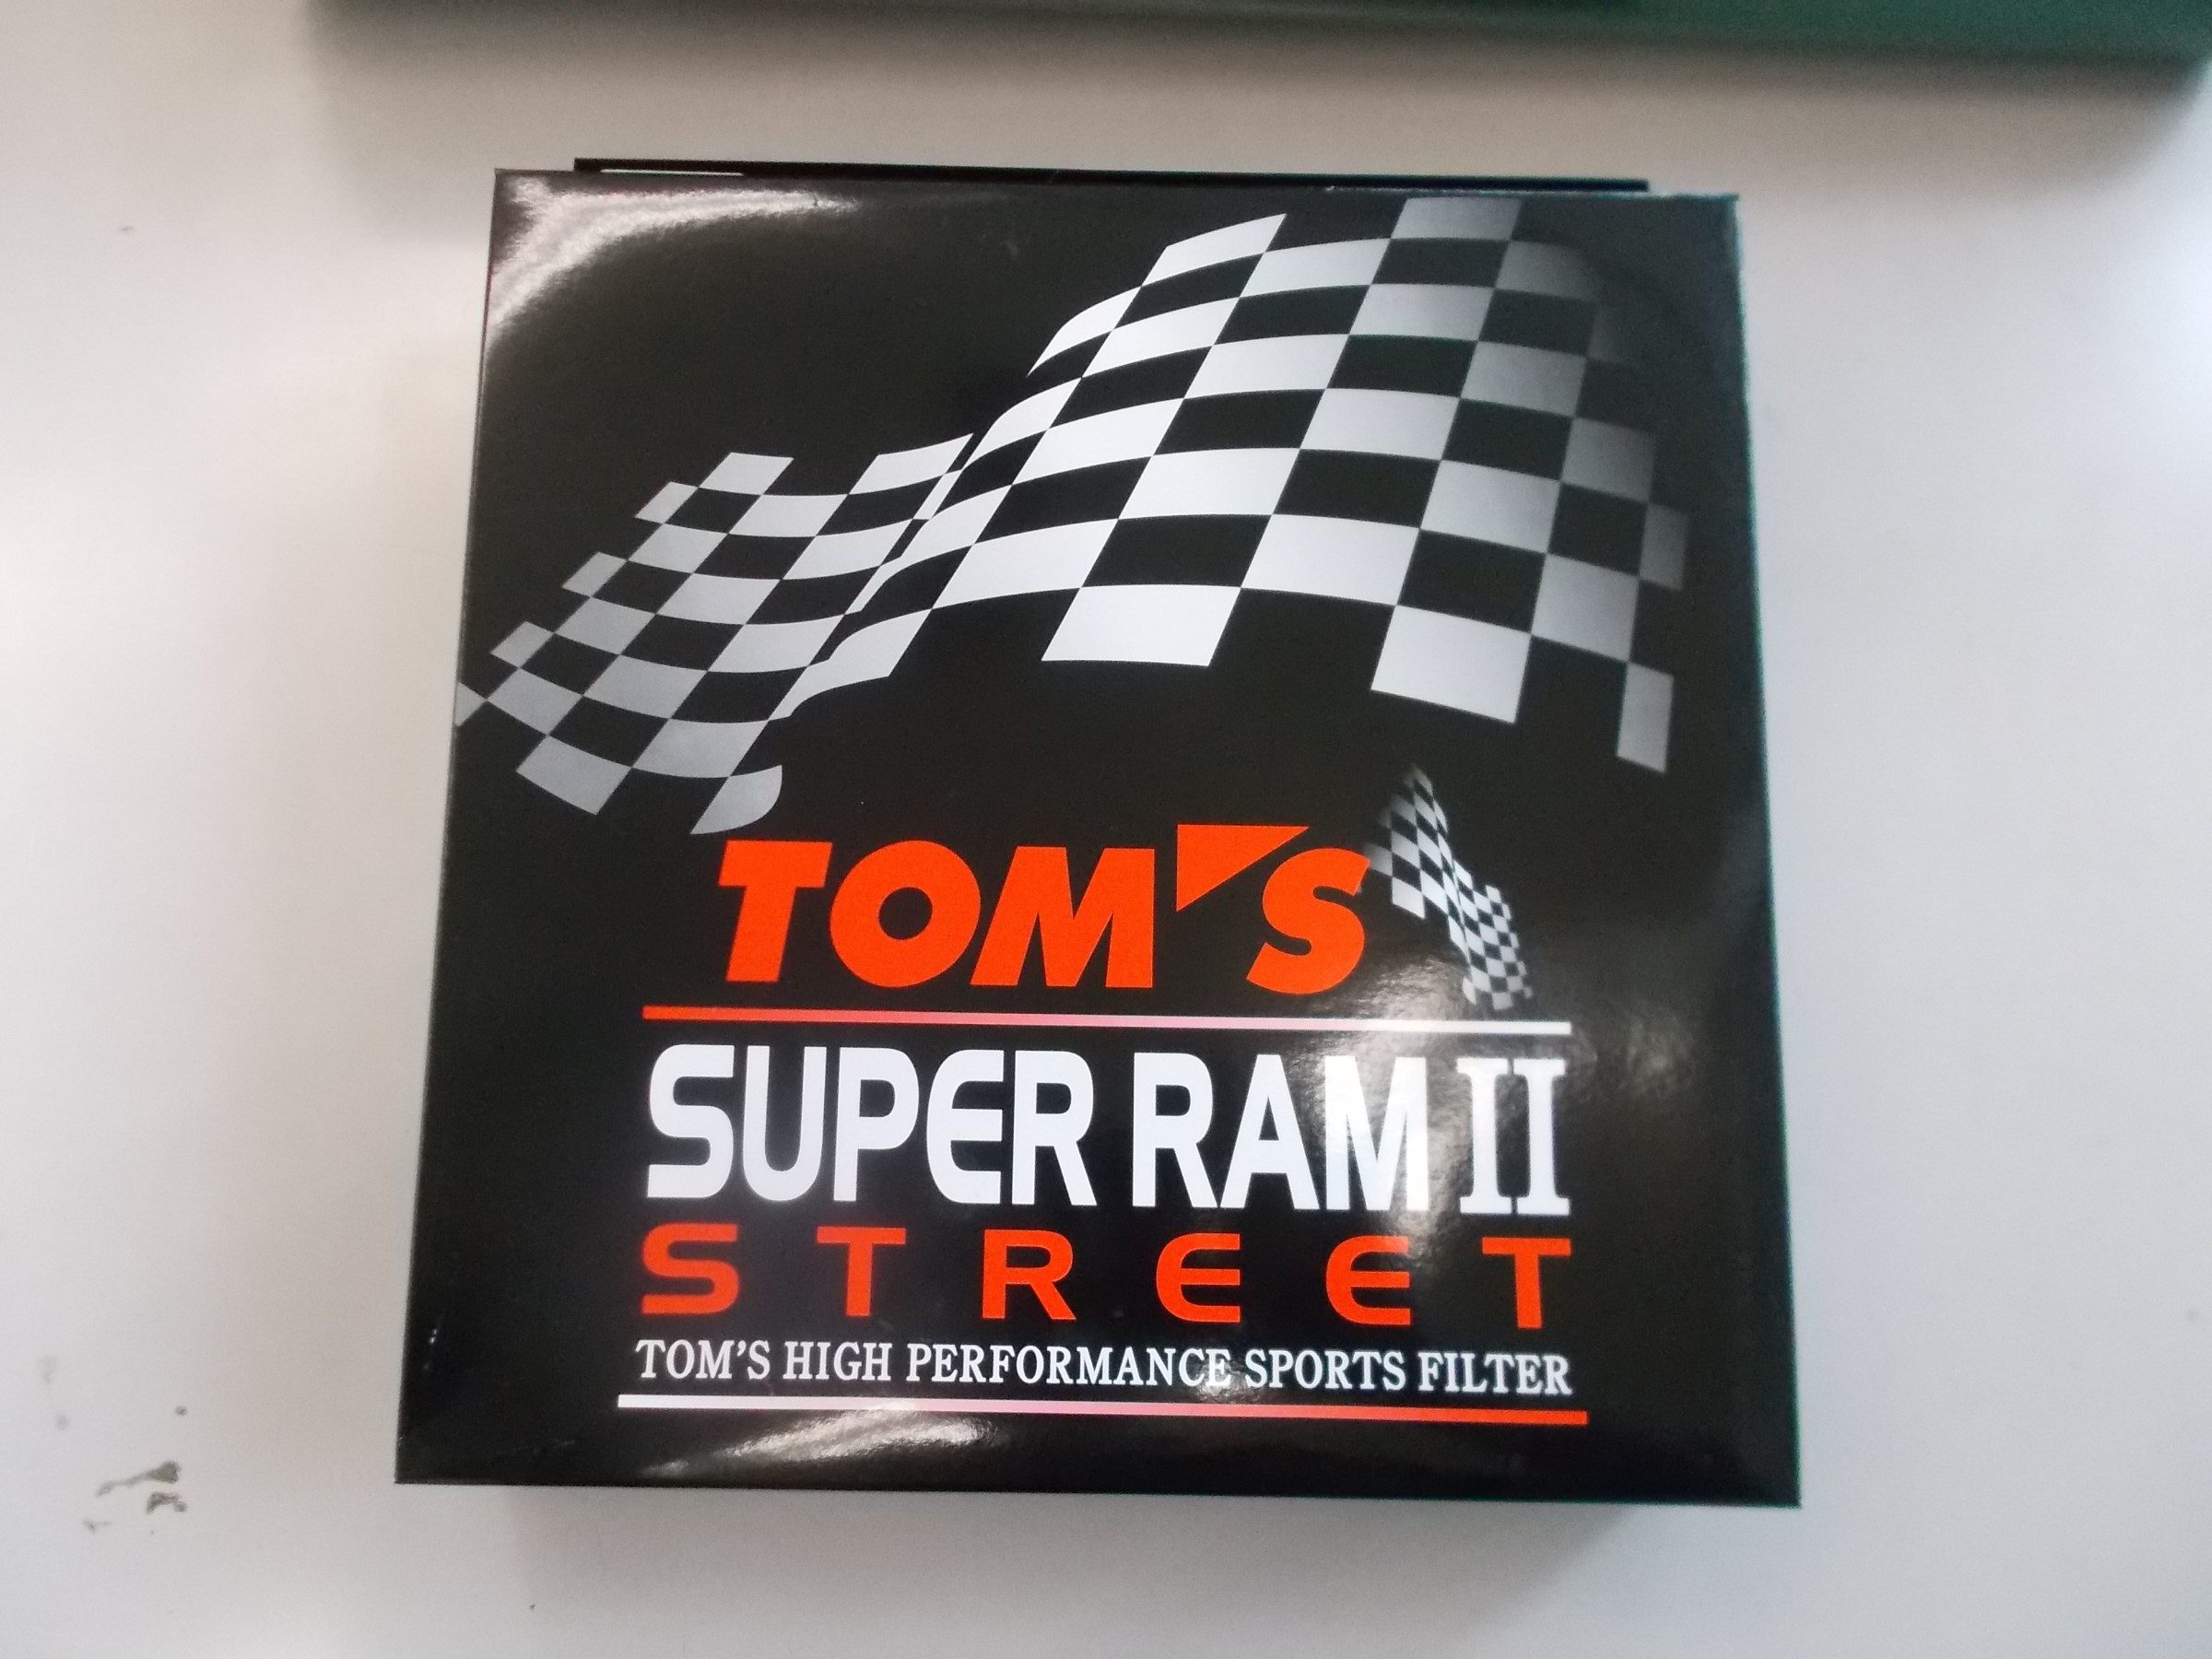 TOM'S
SUPER RAM II
STREET
TOM'S HIGH PERFORMANCE SPORTS FILTER